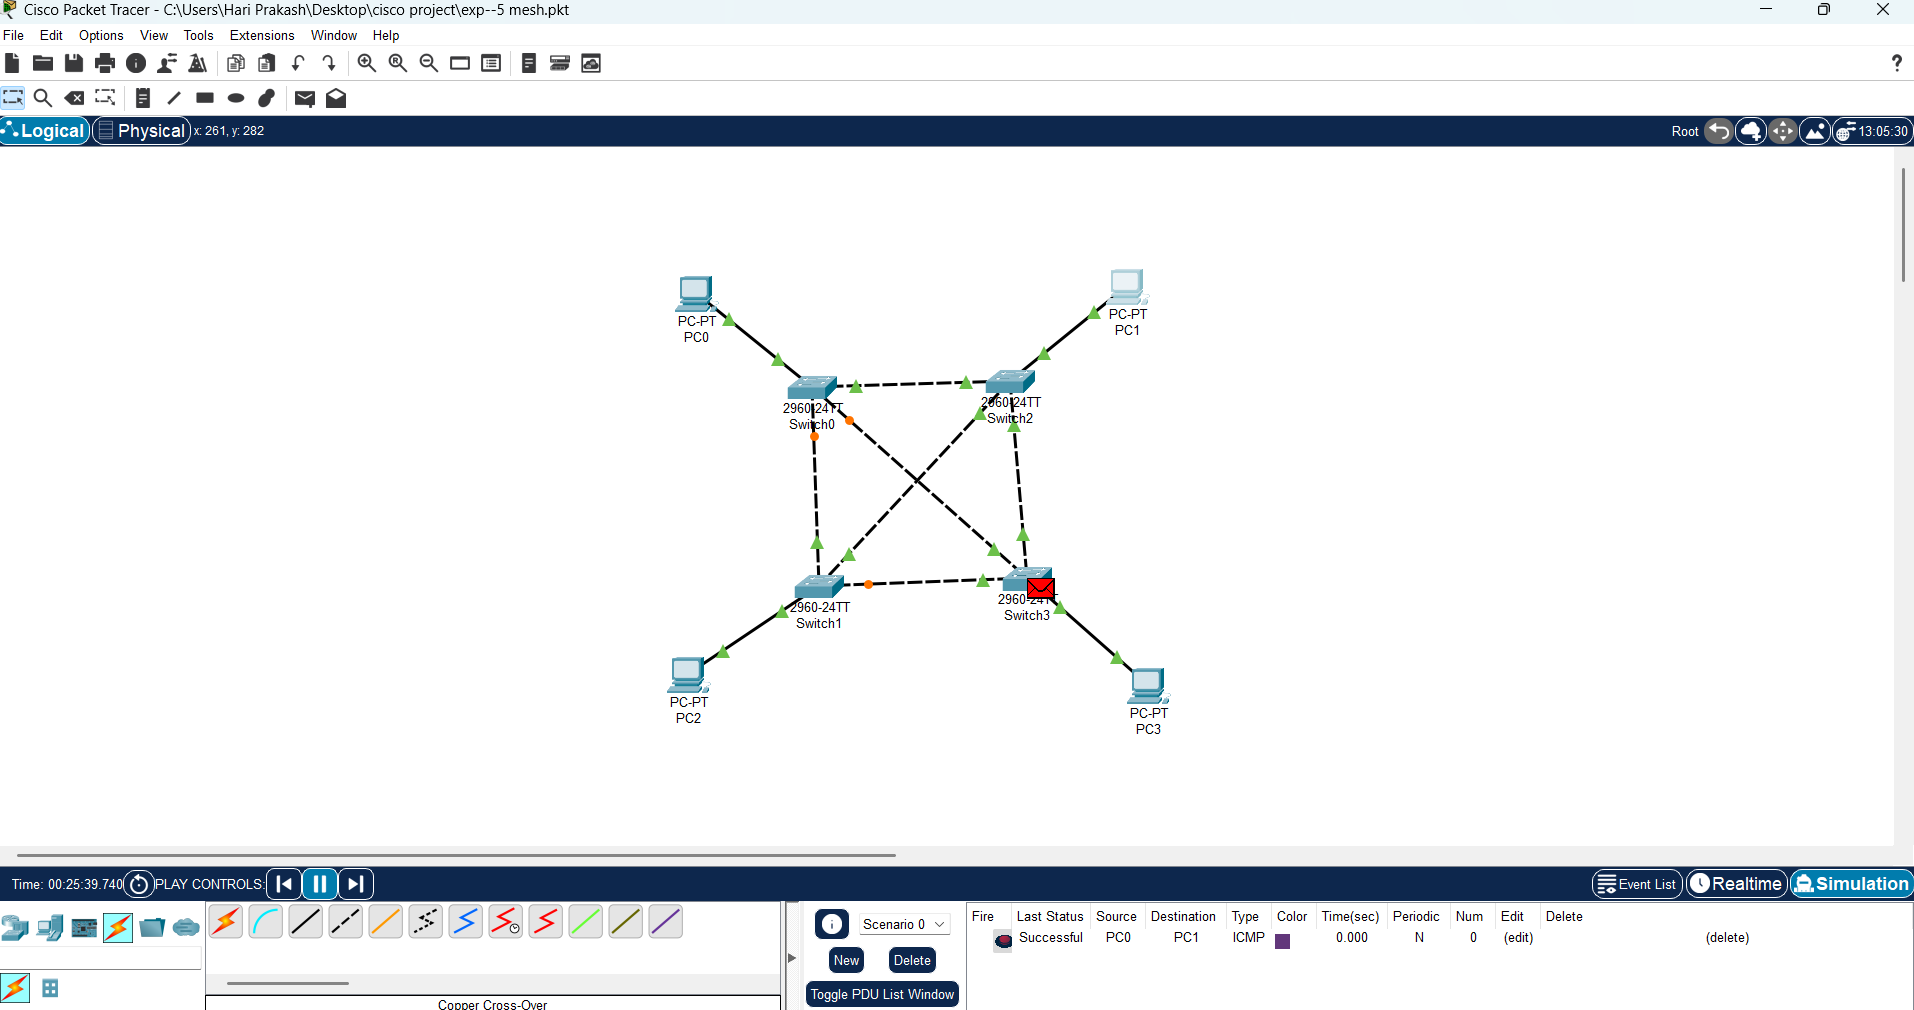 Cisco Packet Tracer - C:\Users\Hari Prakash\Desktop\cisco project\exp--5 mesh.pkt
File Edit Options View Tools Extensions Window Help
?
Logical Physical x: 261, y: 282 Root 13:05:30
PC-PT
PC0
PC-PT
PC1
2960-24TT
Switch0
2960-24TT
Switch2
2960-24TT
Switch1
2960-24TT
Switch3
PC-PT
PC2
PC-PT
PC3
Time: 00:25:39.740 PLAY CONTROLS: Event List Realtime Simulation
Scenario 0
New Delete
Toggle PDU List Window
Fire Last Status Source Destination Type Color Time(sec) Periodic Num Edit Delete
Successful PC0 PC1 ICMP 0.000 N 0 (edit) (delete)
Copper Cross-Over